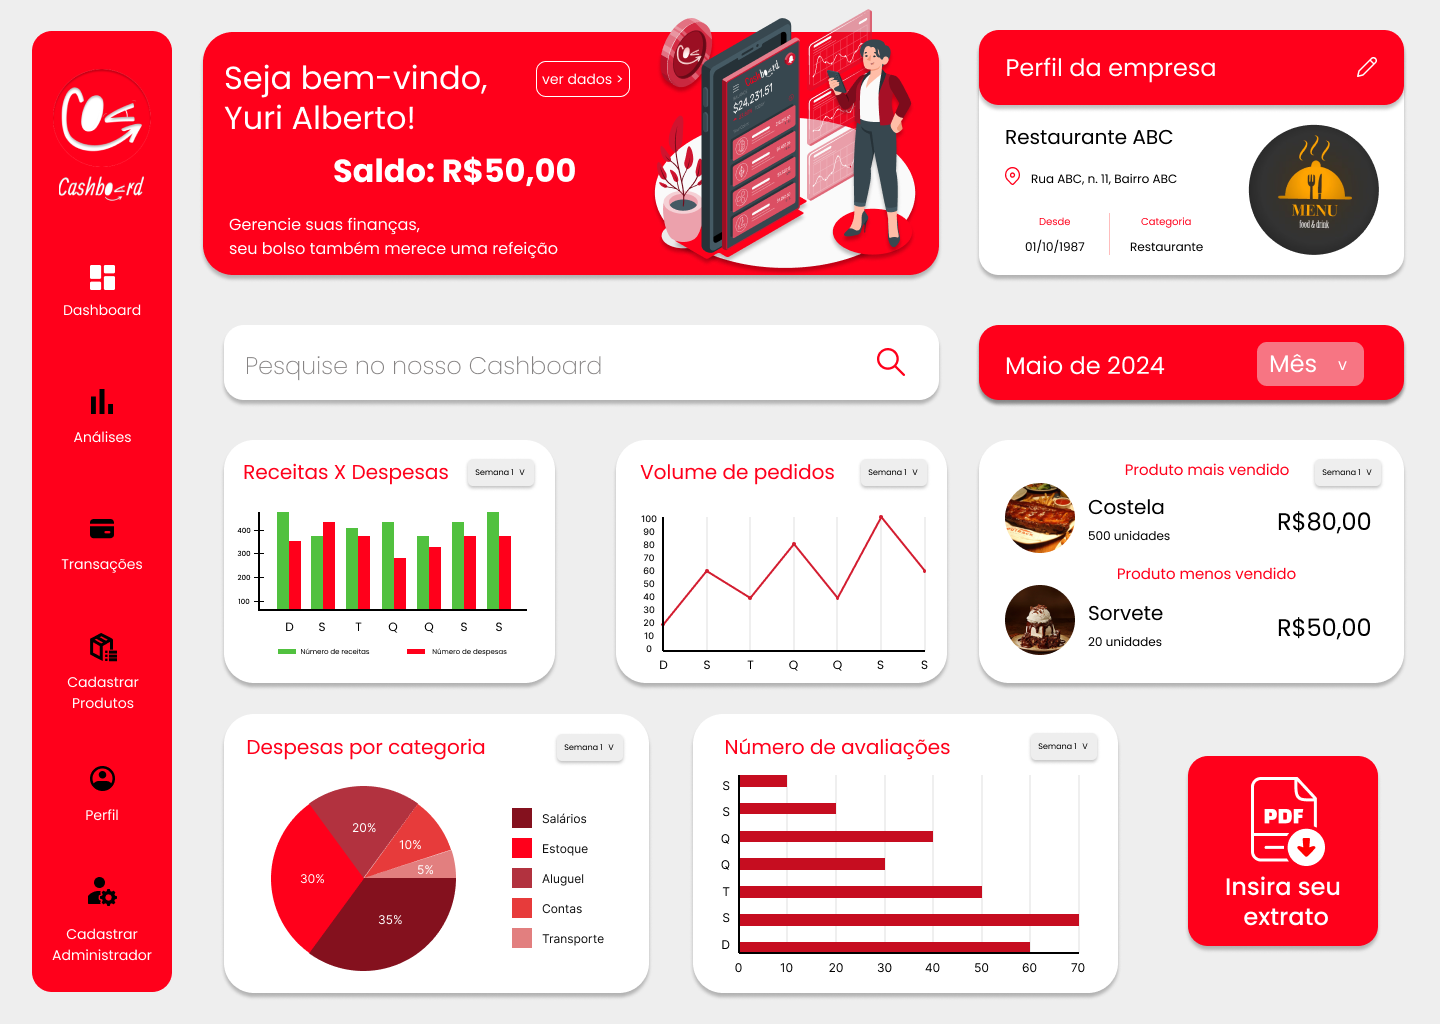 Cashboard
Dashboard
Análises
Transações
Cadastrar
Produtos
Perfil
Cadastrar
Administrador
Seja bem-vindo,
Yuri Alberto!
ver dados >
Saldo: R$50,00
Gerencie suas finanças,
seu bolso também merece uma refeição
$24,231.51
Perfil da empresa
Restaurante ABC
Rua ABC, n. 11, Bairro ABC
Desde
Categoria
01/10/1987
Restaurante
MENU
food & drink
Pesquise no nosso Cashboard
Maio de 2024
Mês v
Receitas X Despesas
Semana 1 V
400
300
200
100
D S T Q Q S S
Número de receitas
Número de despesas
Volume de pedidos
Semana 1 V
100
90
80
70
60
50
40
30
20
10
0
D S T Q Q S S
Produto mais vendido
Semana 1 V
Costela
500 unidades
R$80,00
Produto menos vendido
Sorvete
20 unidades
R$50,00
Despesas por categoria
Semana 1 V
20%
10%
5%
30%
35%
Salários
Estoque
Aluguel
Contas
Transporte
Número de avaliações
Semana 1 V
S
S
Q
Q
T
S
D
0 10 20 30 40 50 60 70
PDF
Insira seu
extrato